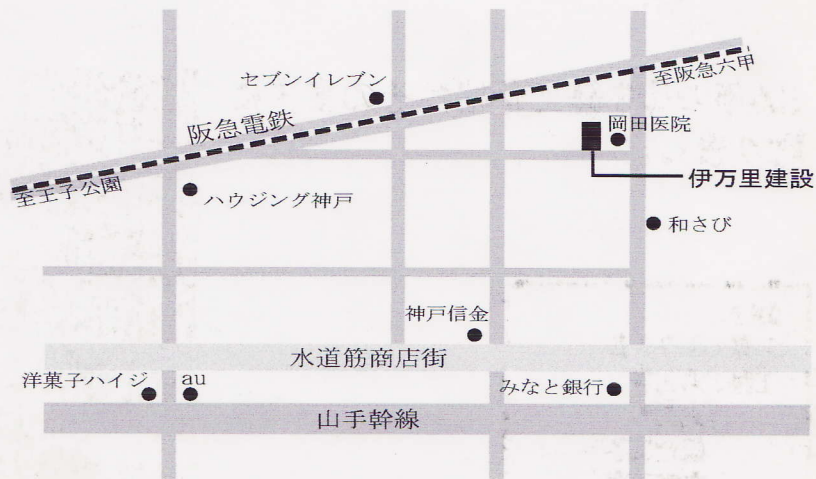 セブンイレブン
至阪急六甲
阪急電鉄
岡田医院
伊万里建設
至王子公園
ハウジング神戸
和さび
神戸信金
水道筋商店街
洋菓子ハイジ
au
みなと銀行
山手幹線